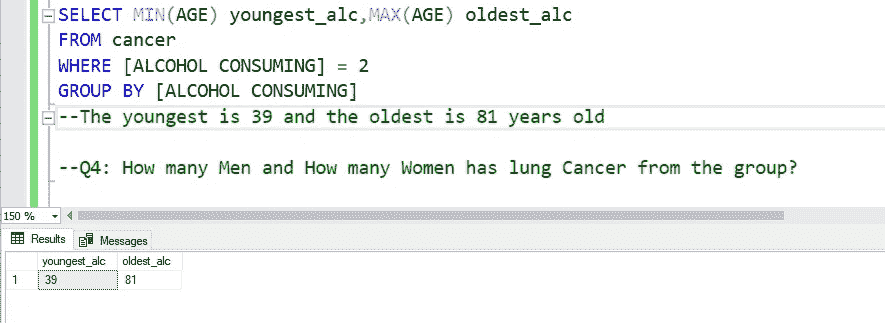 SELECT MIN(AGE) youngest_alc,MAX(AGE) oldest_alc
FROM cancer
WHERE [ALCOHOL CONSUMING] = 2
GROUP BY [ALCOHOL CONSUMING]
--The youngest is 39 and the oldest is 81 years old
--Q4: How many Men and How many Women has lung Cancer from the group?
150 %
Results Messages
youngest_alc oldest_alc
1 39 81